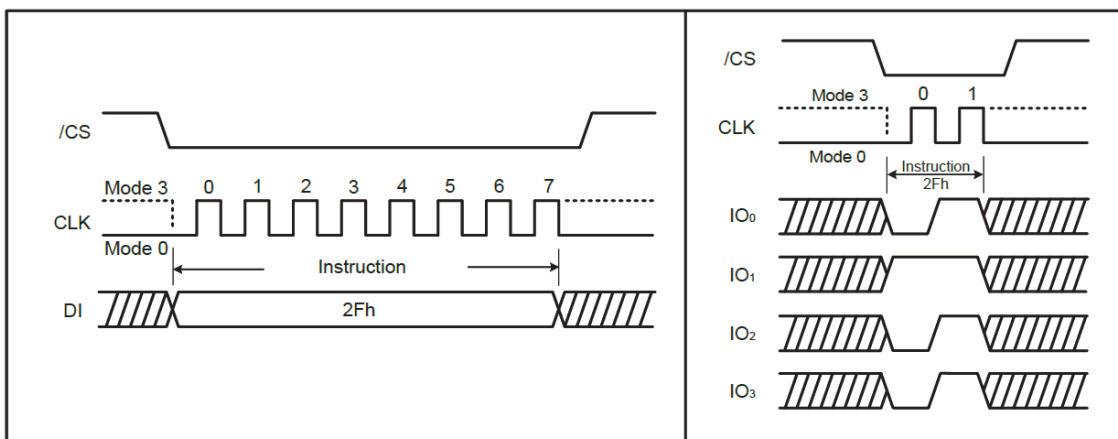 /CS
Mode 3
0 1 2 3 4 5 6 7
CLK
Mode 0
Instruction
DI
2Fh
/CS
Mode 3
0 1
CLK
Mode 0
Instruction
2Fh
IO0
IO1
IO2
IO3